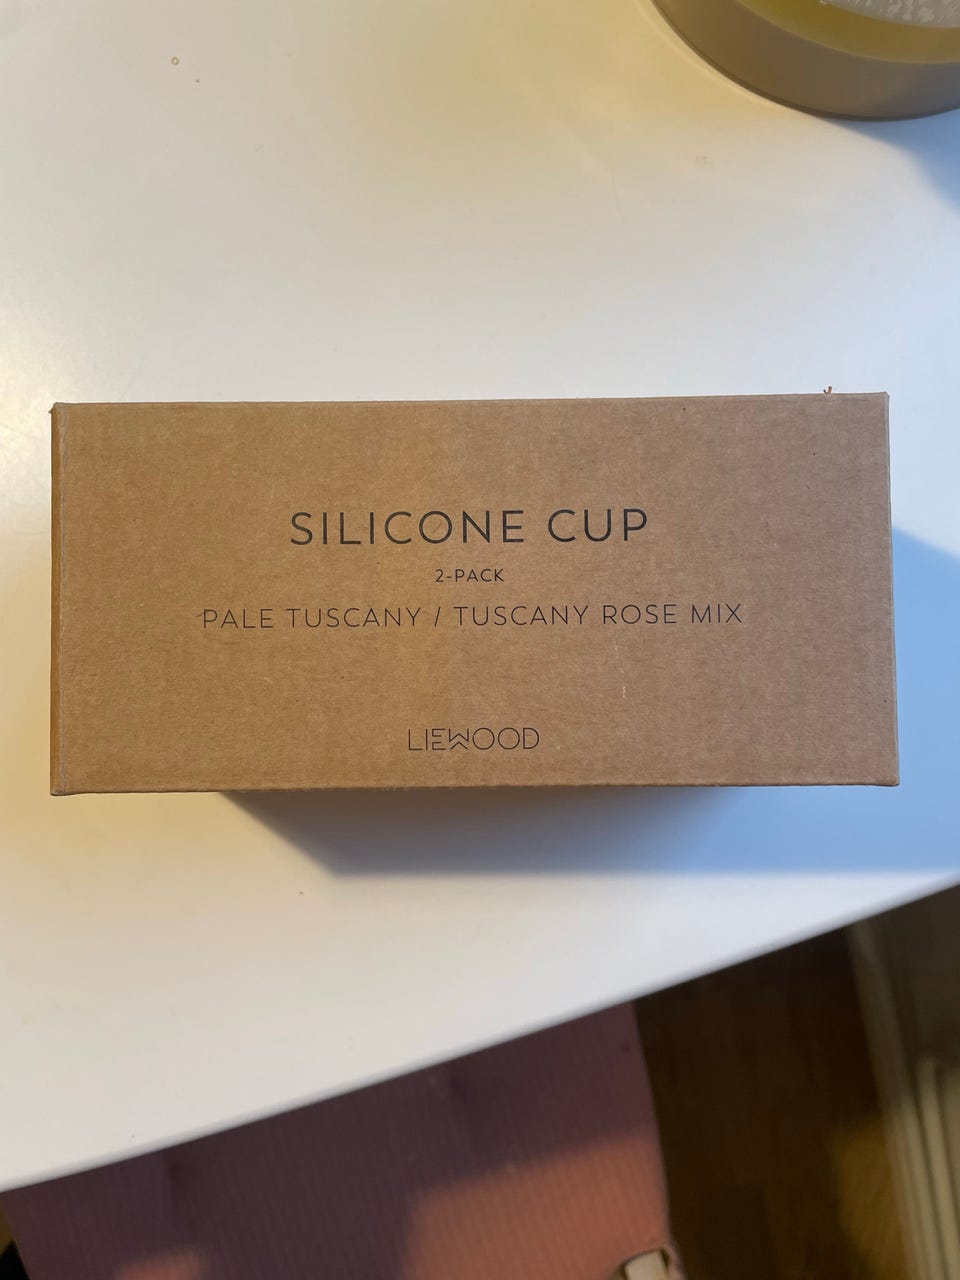 SILICONE CUP
2-PACK
PALE TUSCANY / TUSCANY ROSE MIX
LIEWOOD